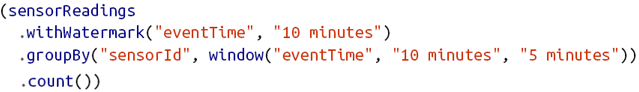 (sensorReadings
  .withWatermark("eventTime", "10 minutes")
  .groupBy("sensorId", window("eventTime", "10 minutes", "5 minutes"))
  .count())